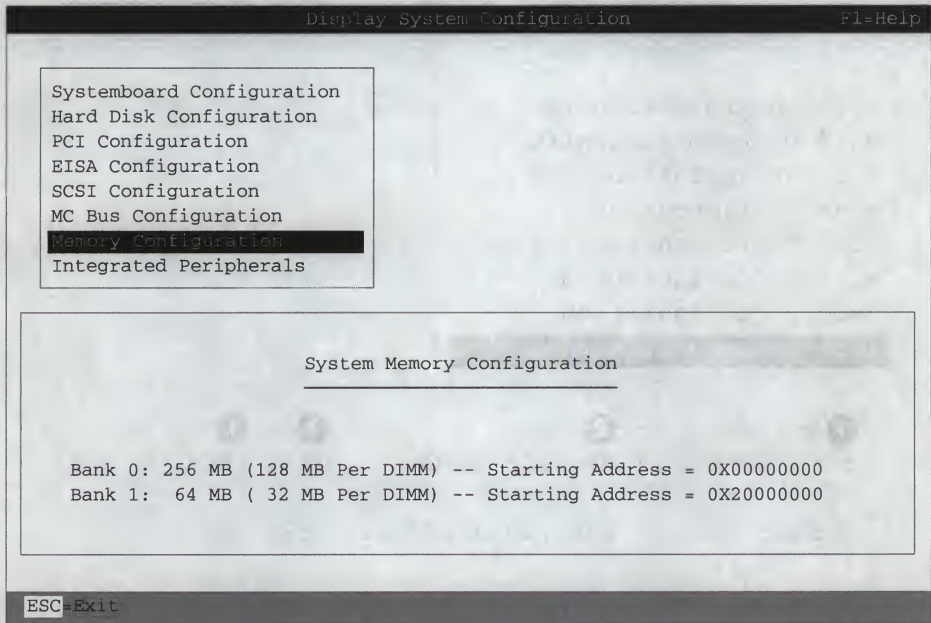 Display System Configuration F1=Help
Systemboard Configuration
Hard Disk Configuration
PCI Configuration
EISA Configuration
SCSI Configuration
MC Bus Configuration
Memory Configuration
Integrated Peripherals
System Memory Configuration
Bank 0: 256 MB (128 MB Per DIMM) -- Starting Address = 0X00000000
Bank 1:  64 MB ( 32 MB Per DIMM) -- Starting Address = 0X20000000
ESC=Exit